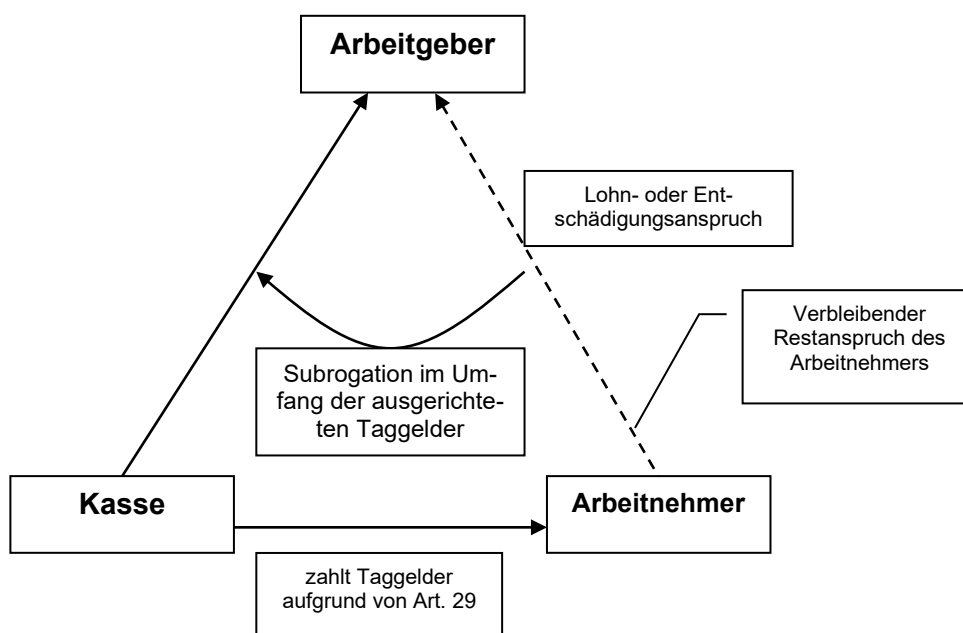 Arbeitgeber
Lohn- oder Ent-
schädigungsanspruch
Verbleibender
Restanspruch des
Arbeitnehmers
Subrogation im Um-
fang der ausgerichte-
ten Taggelder
Kasse
Arbeitnehmer
zahlt Taggelder
aufgrund von Art. 29